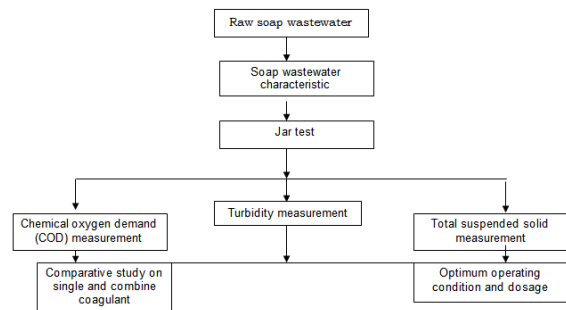 Raw soap wastewater
Soap wastewater
characteristic
Jar test
Chemical oxygen demand
(COD) measurement
Turbidity measurement
Total suspended solid
measurement
Comparative study on
single and combine
coagulant
Optimum operating
condition and dosage